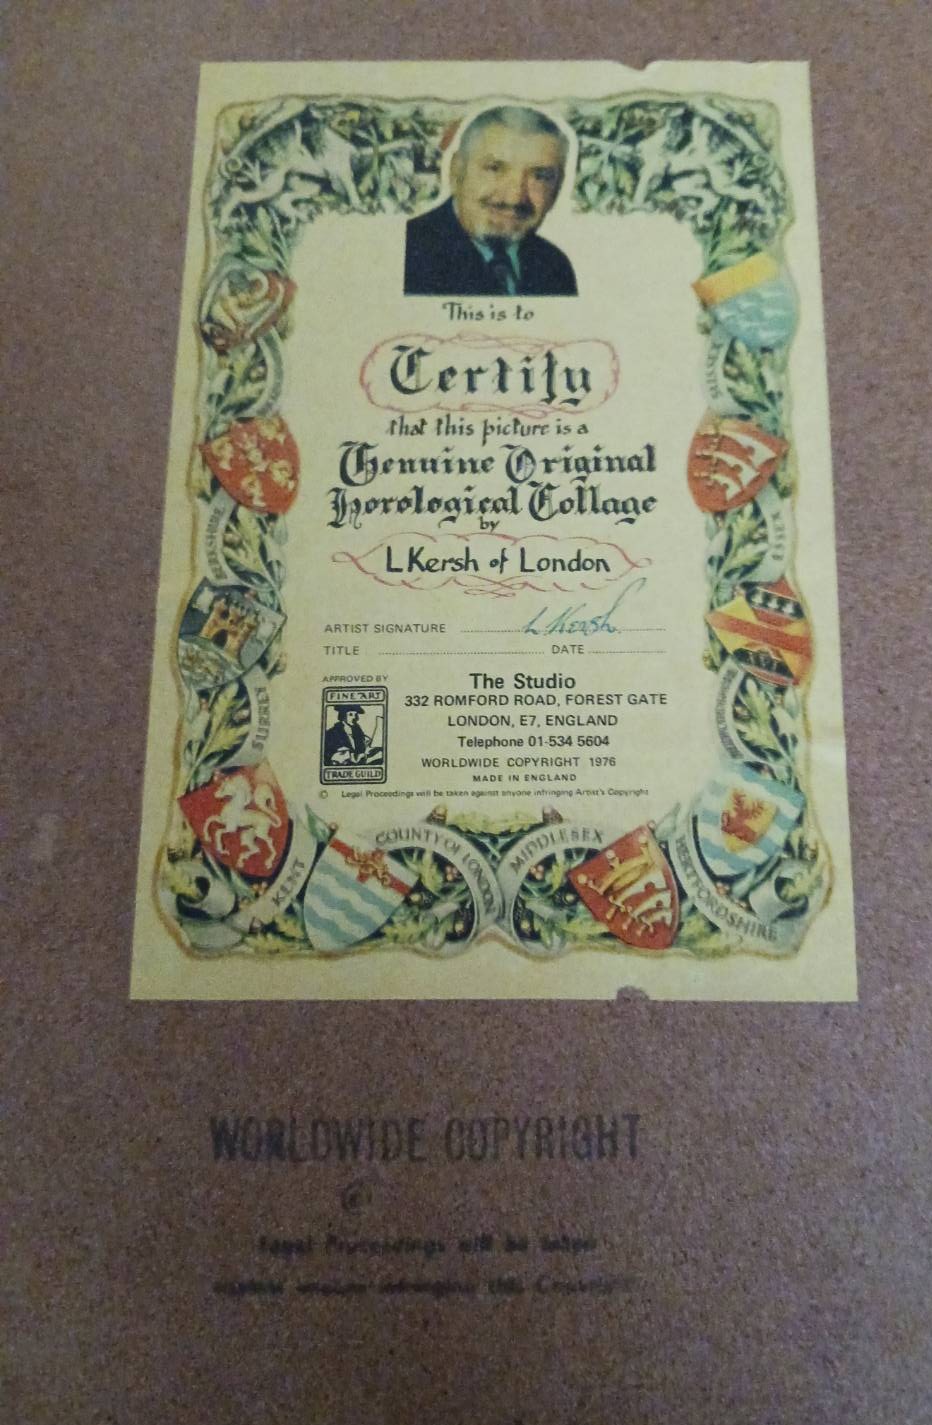 This is to
Certify
that this picture is a
Genuine Original
Horological Collage
by
L Kersh of London
ARTIST SIGNATURE L Kersh
TITLE DATE
APPROVED BY
FINE ART
TRADE GUILD
The Studio
332 ROMFORD ROAD, FOREST GATE
LONDON, E7, ENGLAND
Telephone 01-534 5604
WORLDWIDE COPYRIGHT 1976
MADE IN ENGLAND
© Legal Proceedings will be taken against anyone infringing Artist's Copyright
SURREY
ESSEX
KENT
COUNTY OF LONDON
MIDDLESEX
HERTFORDSHIRE
WORLDWIDE COPYRIGHT
©
Legal Proceedings will be taken